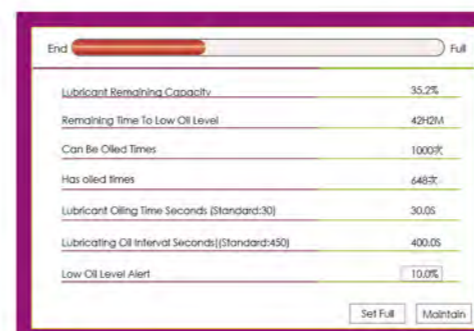 End Full
Lubricant Remaining Capacity 35.2%
Remaining Time To Low Oil Level 42H2M
Can Be Oiled Times 1000次
Has oiled times 648次
Lubricant Oiling Time Seconds (Standard:30) 30.0S
Lubricating Oil Interval Seconds|(Standard:450) 400.0S
Low Oil Level Alert 10.0%
Set Full Maintain